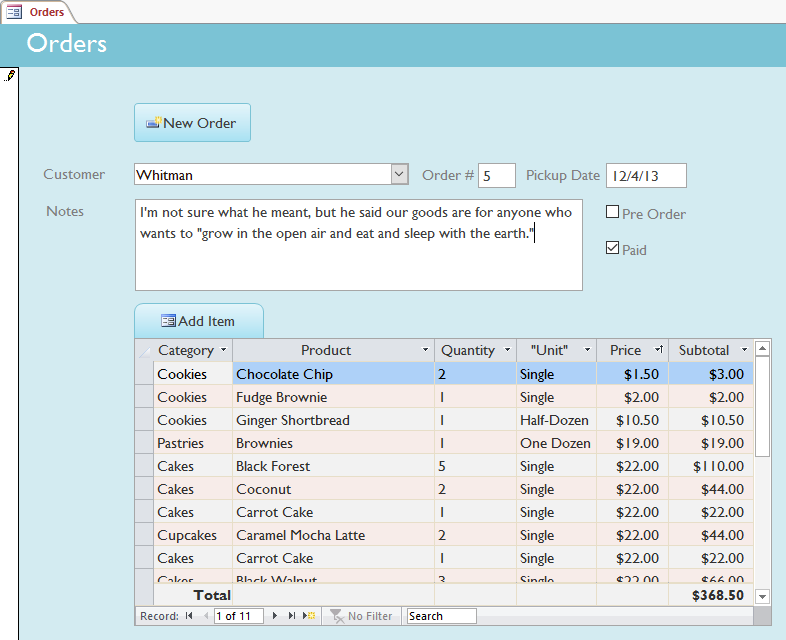 Orders
Orders
New Order
Customer Whitman Order # 5 Pickup Date 12/4/13
Notes I'm not sure what he meant, but he said our goods are for anyone who
wants to "grow in the open air and eat and sleep with the earth."
Pre Order
Paid
Add Item
Category Product Quantity "Unit" Price Subtotal
Cookies Chocolate Chip 2 Single $1.50 $3.00
Cookies Fudge Brownie 1 Single $2.00 $2.00
Cookies Ginger Shortbread 1 Half-Dozen $10.50 $10.50
Pastries Brownies 1 One Dozen $19.00 $19.00
Cakes Black Forest 5 Single $22.00 $110.00
Cakes Coconut 2 Single $22.00 $44.00
Cakes Carrot Cake 1 Single $22.00 $22.00
Cupcakes Caramel Mocha Latte 2 Single $22.00 $44.00
Cakes Carrot Cake 1 Single $22.00 $22.00
Cakes Black Walnut 3 Single $22.00 $66.00
Total $368.50
Record: 1 of 11 No Filter Search